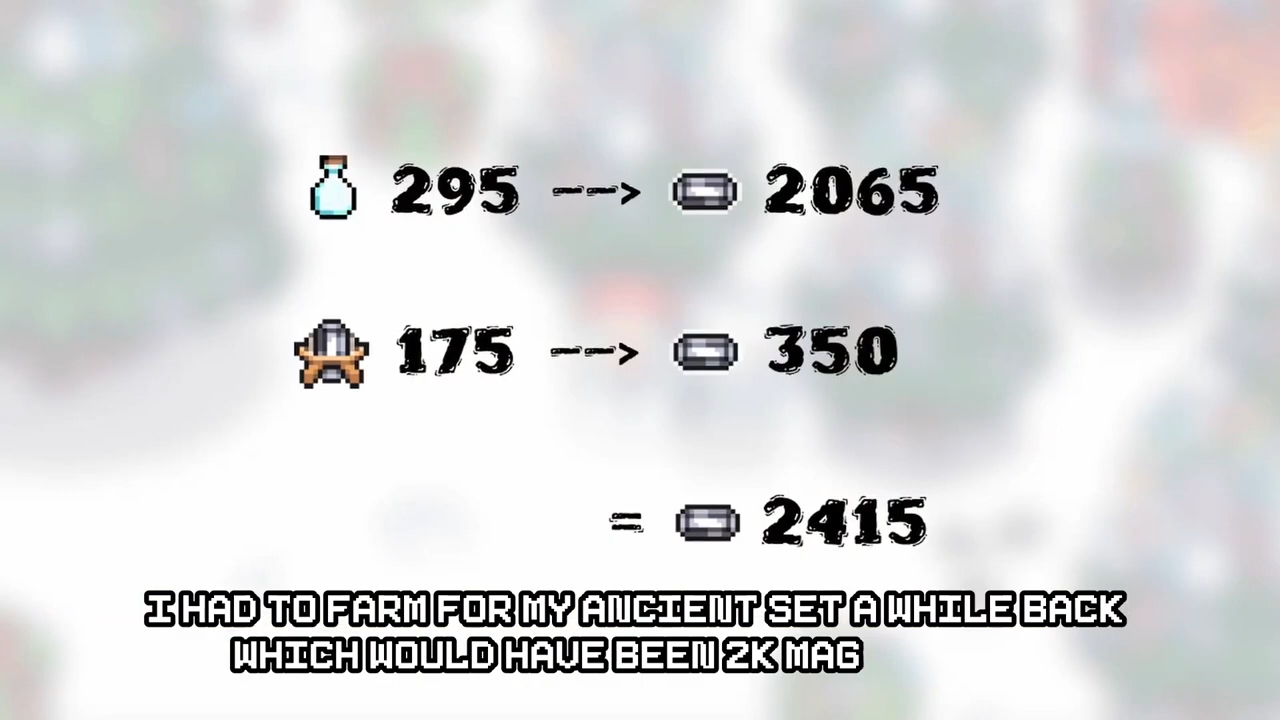 295 --> 2065
175 --> 350
= 2415
I HAD TO FARM FOR MY ANCIENT SET A WHILE BACK
WHICH WOULD HAVE BEEN 2K MAG